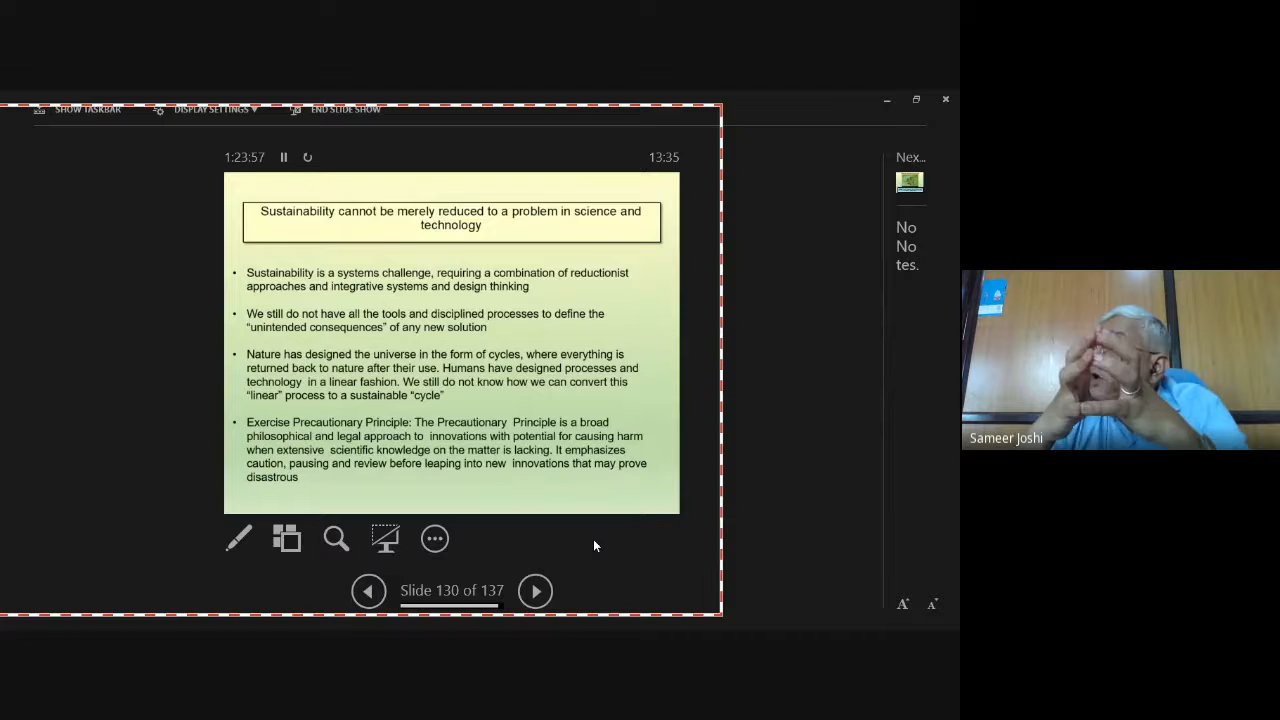 SHOW TASKBAR DISPLAY SETTINGS ▾ END SLIDE SHOW
1:23:57 13:35
Nex...
Sustainability cannot be merely reduced to a problem in science and
technology
• Sustainability is a systems challenge, requiring a combination of reductionist
approaches and integrative systems and design thinking
• We still do not have all the tools and disciplined processes to define the
“unintended consequences” of any new solution
• Nature has designed the universe in the form of cycles, where everything is
returned back to nature after their use. Humans have designed processes and
technology in a linear fashion. We still do not know how we can convert this
“linear” process to a sustainable “cycle”
• Exercise Precautionary Principle: The Precautionary Principle is a broad
philosophical and legal approach to innovations with potential for causing harm
when extensive scientific knowledge on the matter is lacking. It emphasizes
caution, pausing and review before leaping into new innovations that may prove
disastrous
No
No
tes.
Slide 130 of 137
A A
Sameer Joshi